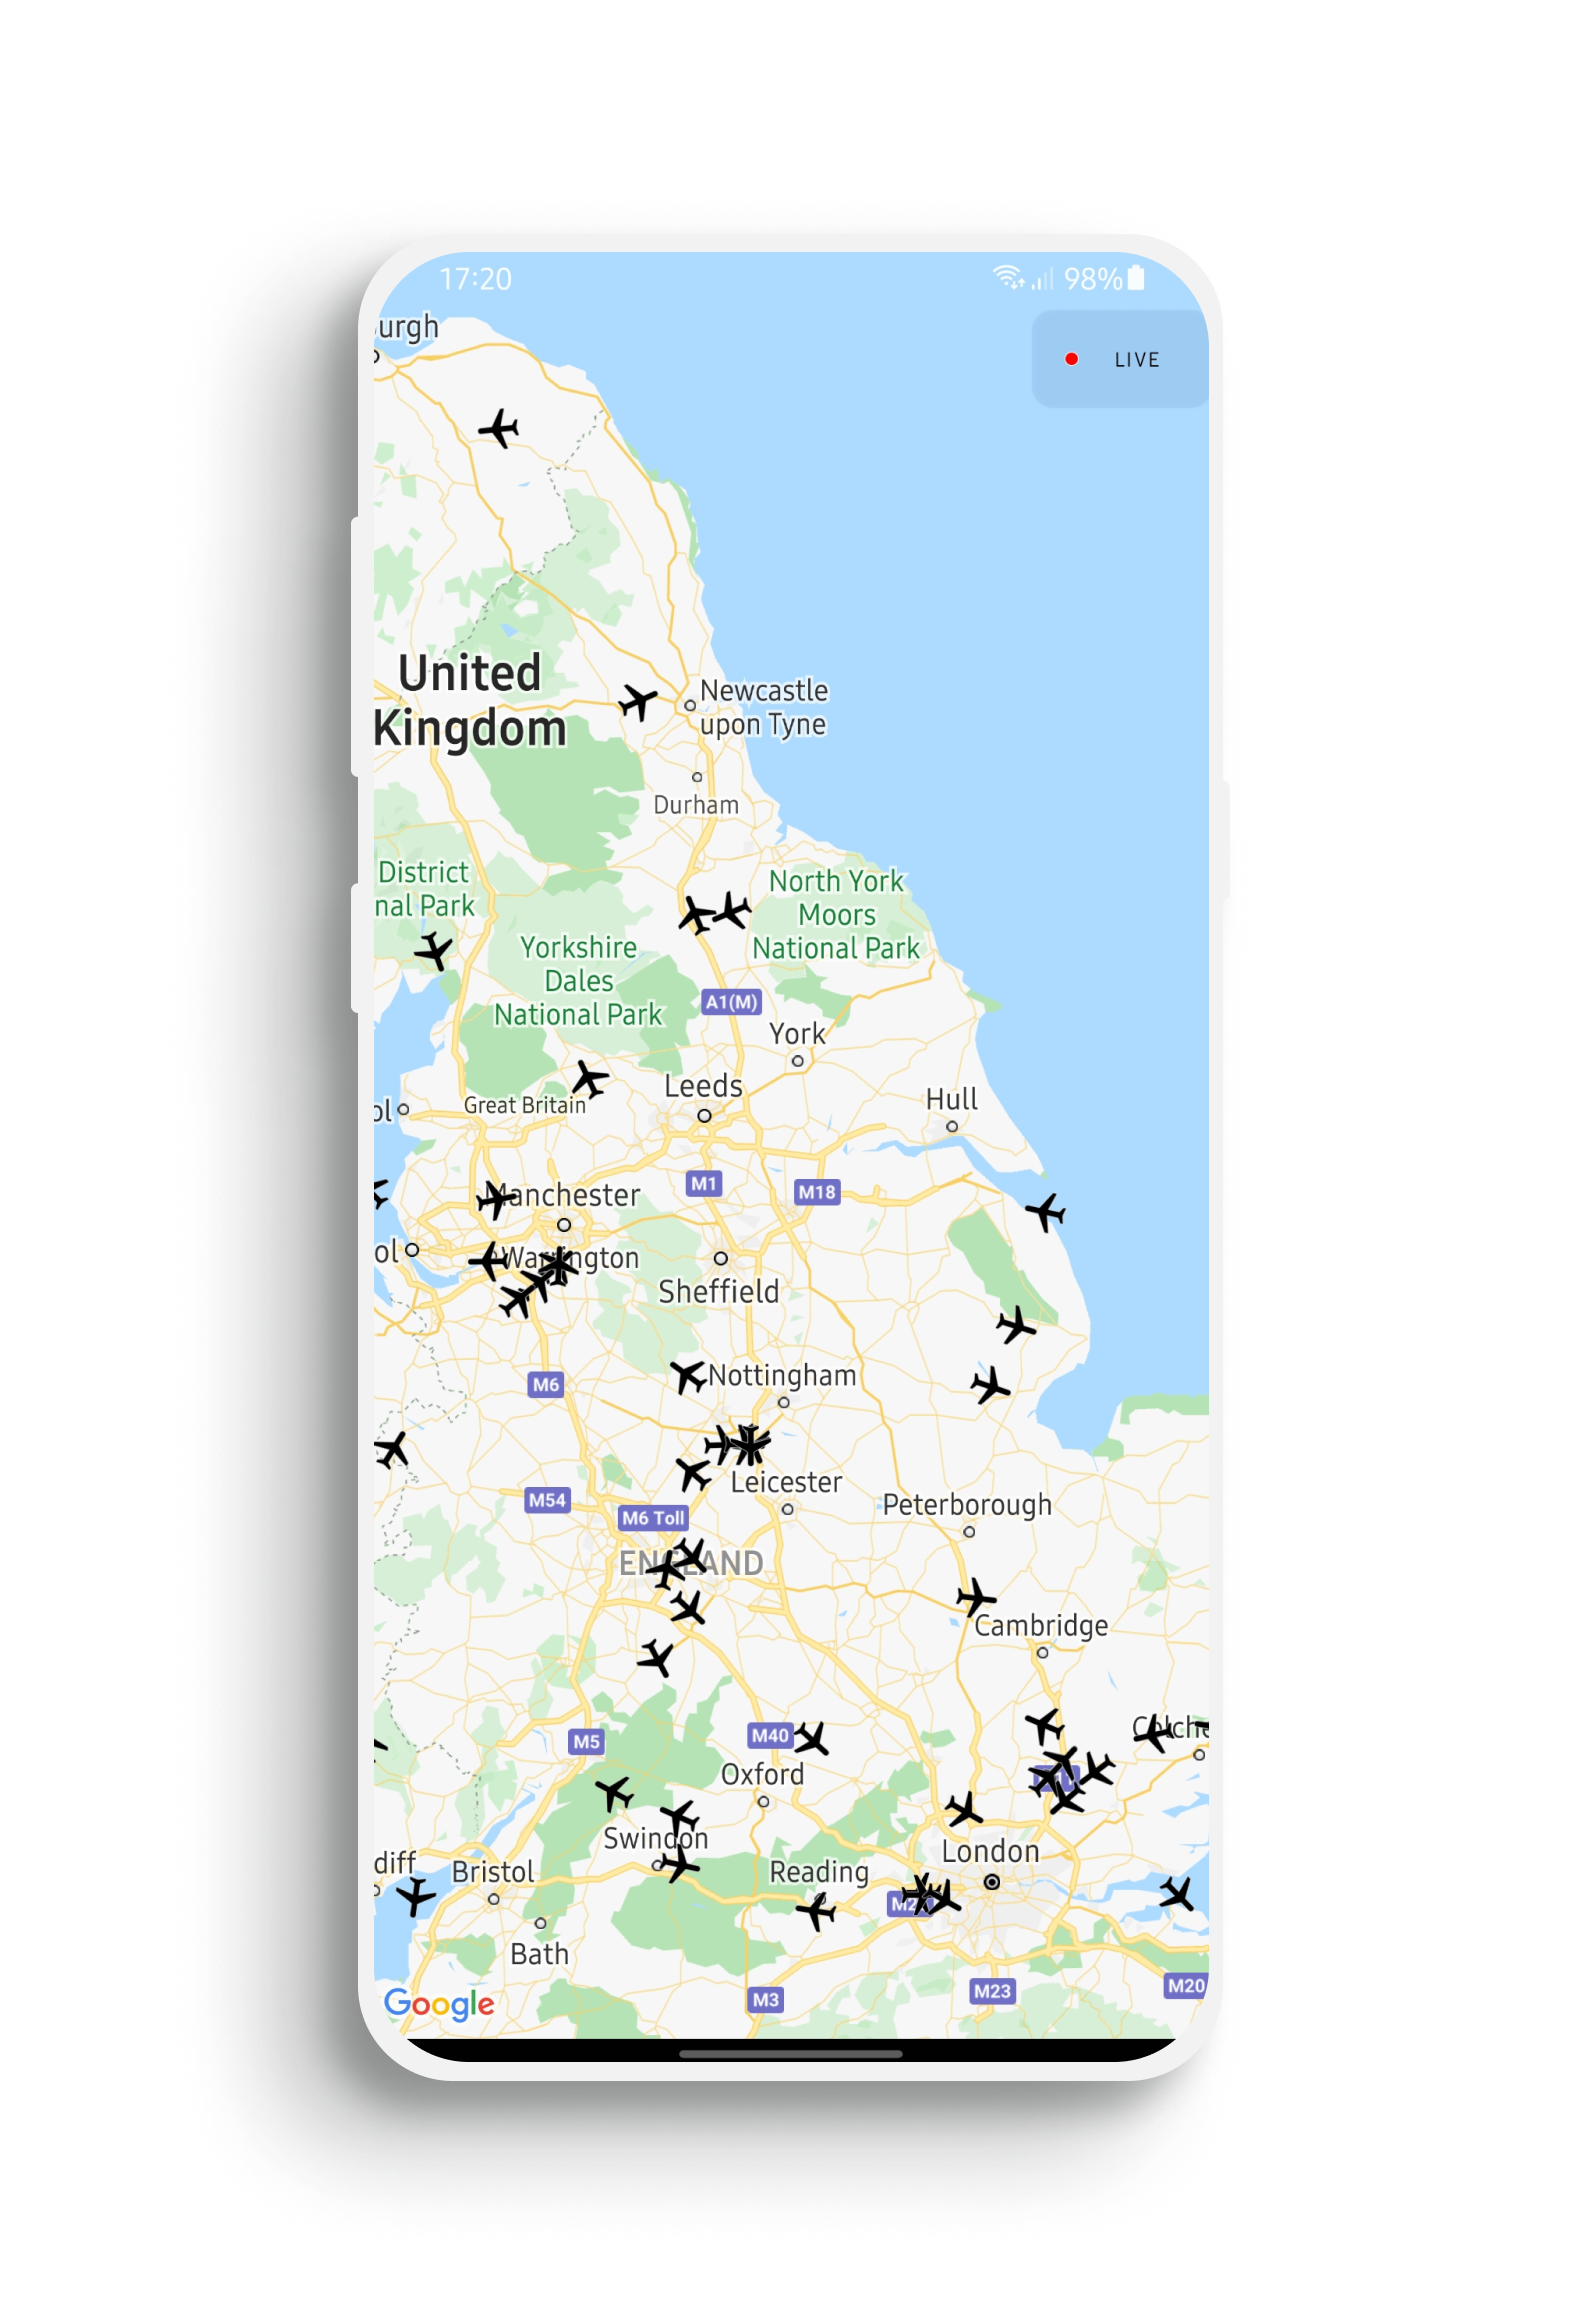 17:20
98%
urgh
LIVE
United
Kingdom
Newcastle
upon Tyne
Durham
District
nal Park
North York
Moors
National Park
Yorkshire
Dales
National Park
A1(M)
York
Leeds
Great Britain
ol
Hull
Manchester
M1
M18
ol
Warrington
Sheffield
M6
Nottingham
Leicester
M54
M6 Toll
Peterborough
ENGLAND
Cambridge
M5
M40
Colche
Oxford
Swindon
London
diff
Bristol
Reading
Bath
Google
M3
M23
M20